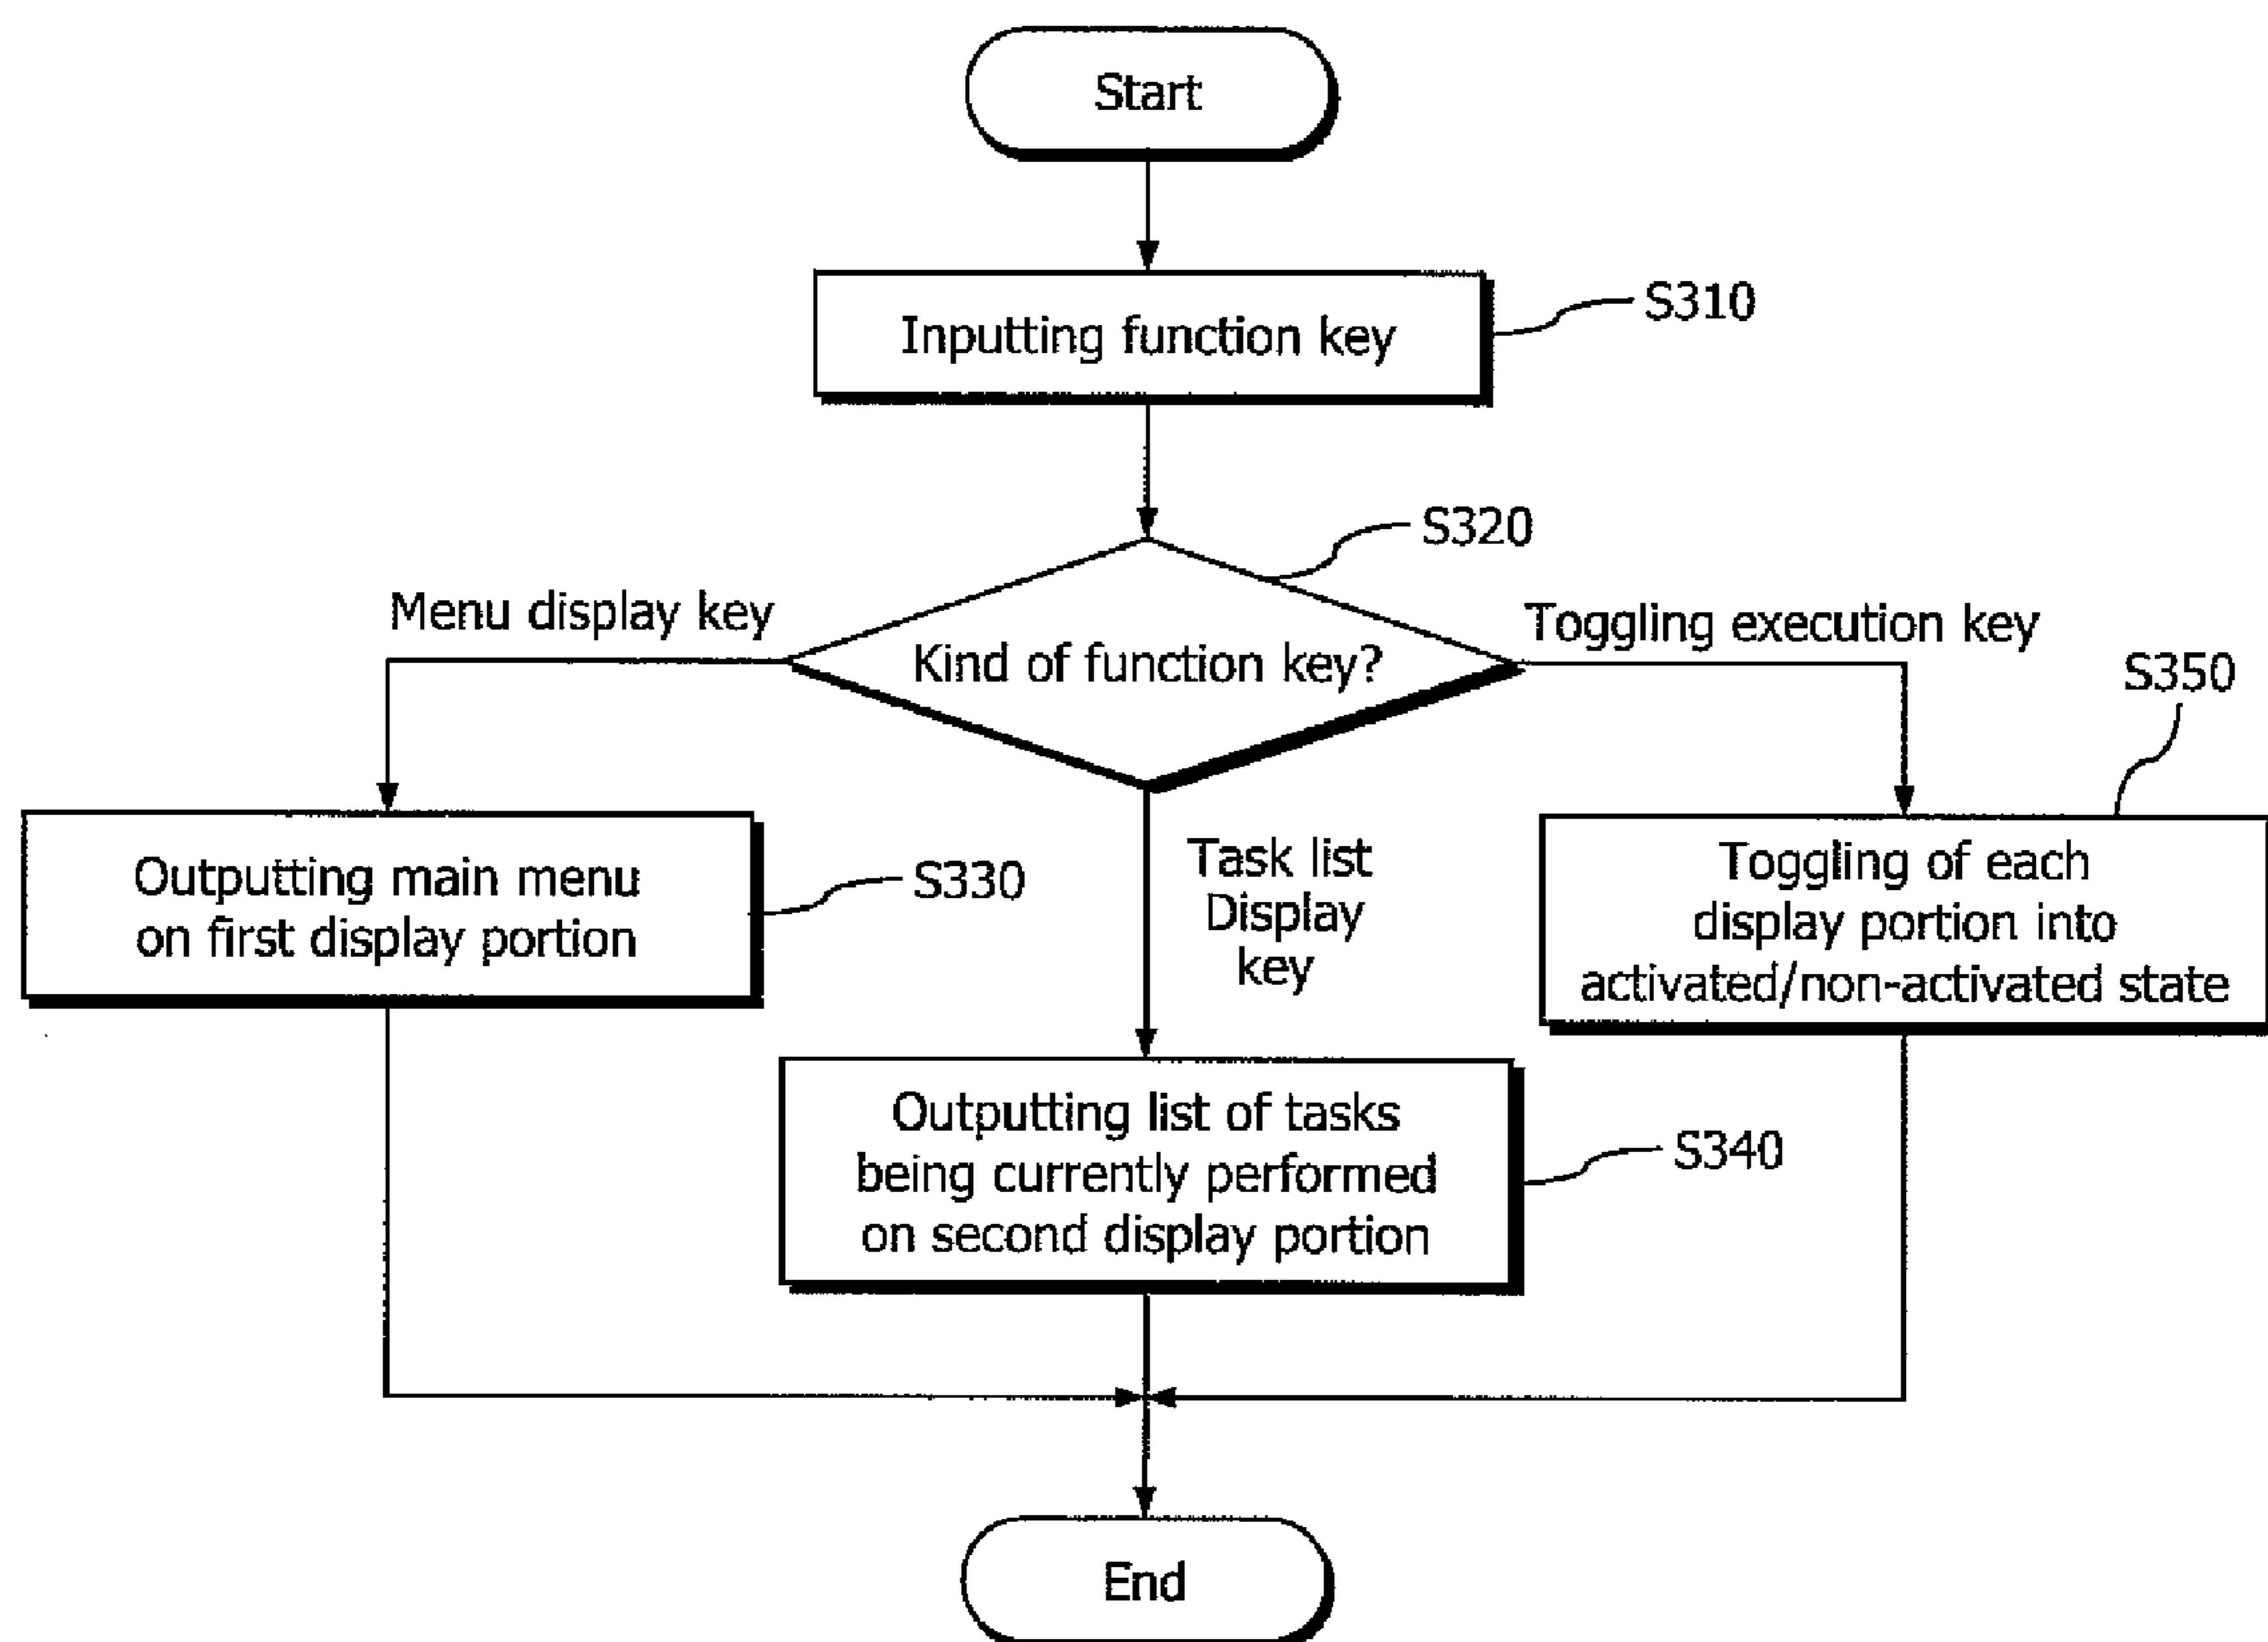 Start
Inputting function key
S310
S320
Menu display key
Kind of function key?
Toggling execution key
S350
Outputting main menu
on first display portion
S330
Task list
Display
key
Toggling of each
display portion into
activated/non-activated state
Outputting list of tasks
being currently performed
on second display portion
S340
End